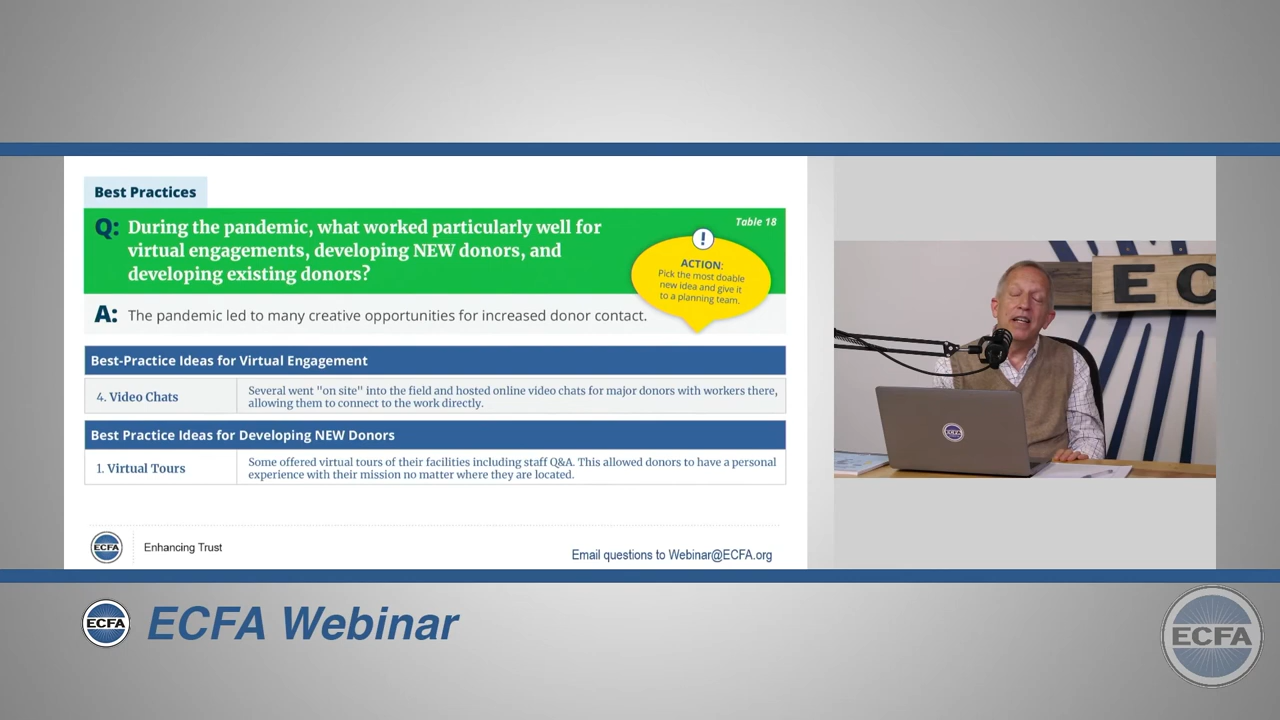 Best Practices
Table 18
Q: During the pandemic, what worked particularly well for
virtual engagements, developing NEW donors, and
developing existing donors?
!
ACTION:
Pick the most doable
new idea and give it
to a planning team.
A: The pandemic led to many creative opportunities for increased donor contact.
Best-Practice Ideas for Virtual Engagement
4. Video Chats
Several went "on site" into the field and hosted online video chats for major donors with workers there,
allowing them to connect to the work directly.
Best Practice Ideas for Developing NEW Donors
1. Virtual Tours
Some offered virtual tours of their facilities including staff Q&A. This allowed donors to have a personal
experience with their mission no matter where they are located.
ECFA
Enhancing Trust
Email questions to Webinar@ECFA.org
EC
ECFA
ECFA
ECFA Webinar
ECFA